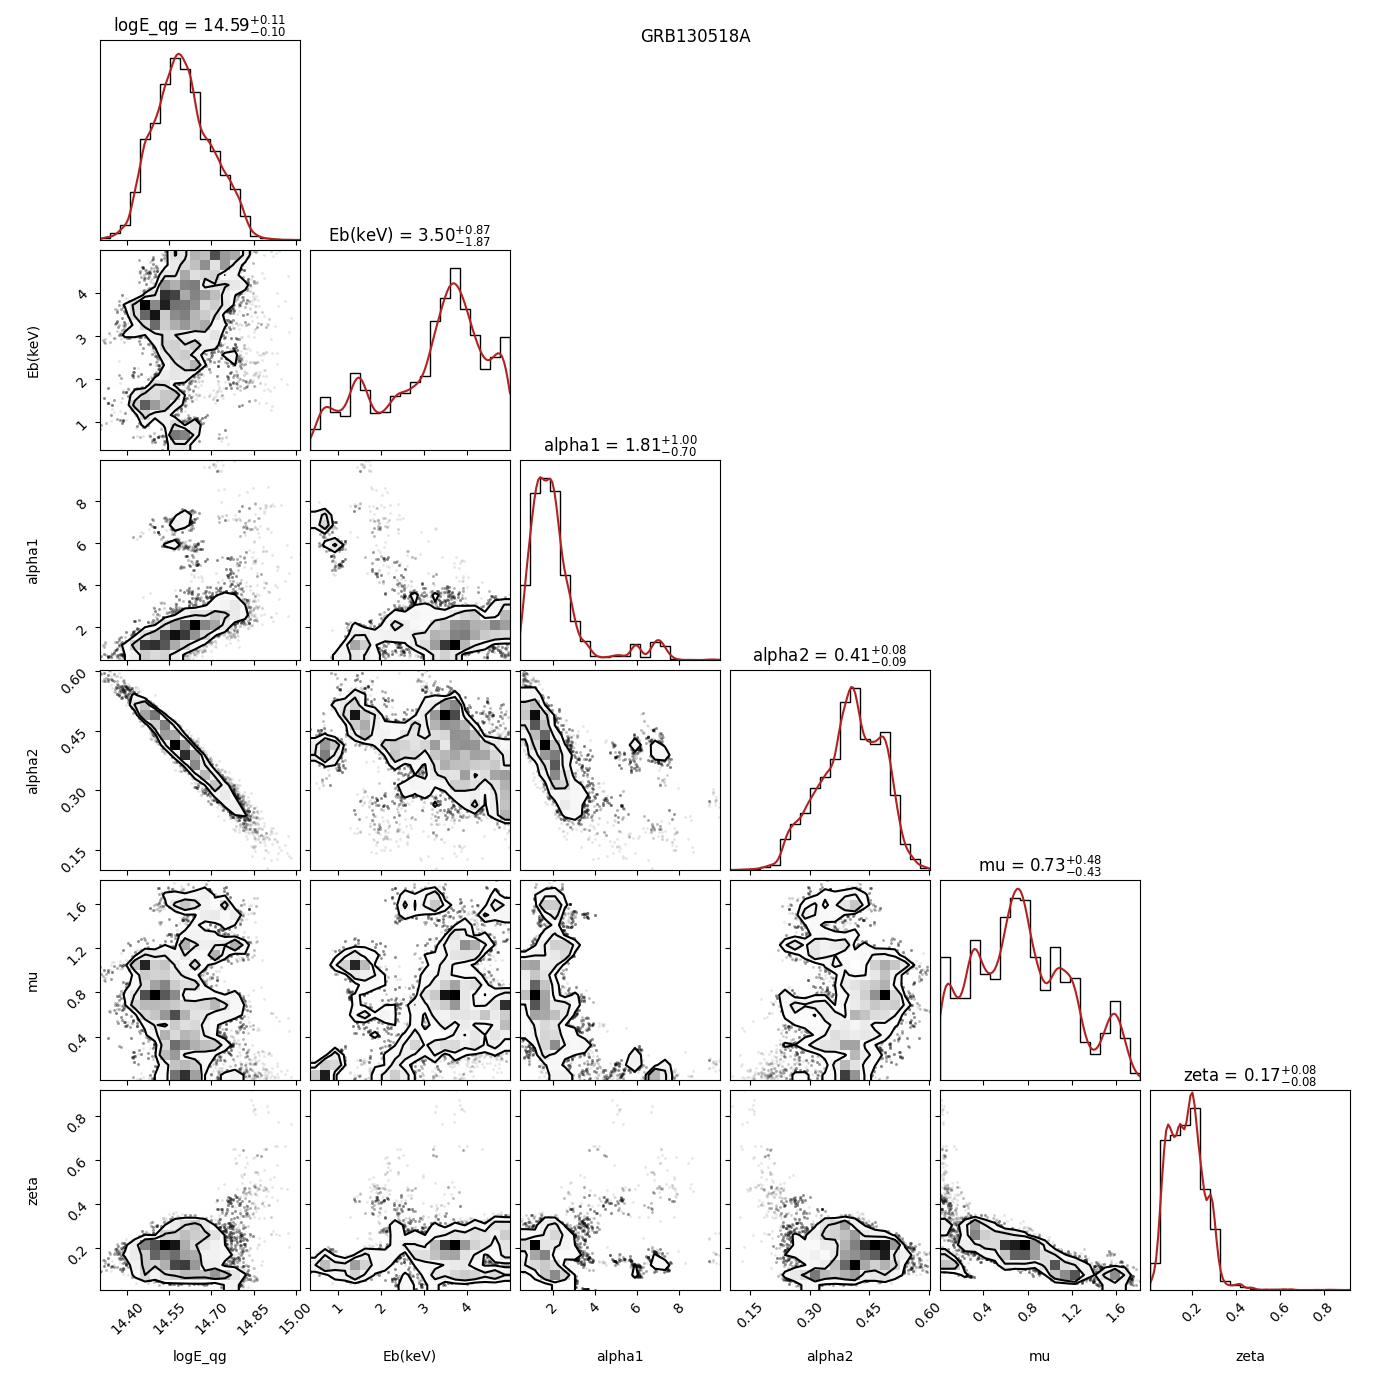 GRB130518A
logE_qg = 14.59+0.11 −0.10
Eb(keV) = 3.50+0.87 −1.87
Eb(keV)
4
3
2
1
alpha1 = 1.81+1.00 −0.70
alpha1
8
6
4
2
alpha2 = 0.41+0.08 −0.09
alpha2
0.60
0.45
0.30
0.15
mu = 0.73+0.48 −0.43
mu
1.6
1.2
0.8
0.4
zeta = 0.17+0.08 −0.08
zeta
0.8
0.6
0.4
0.2
14.40 14.55 14.70 14.85 15.00 1 2 3 4 2 4 6 8 0.15 0.30 0.45 0.60 0.4 0.8 1.2 1.6 0.2 0.4 0.6 0.8
logE_qg Eb(keV) alpha1 alpha2 mu zeta